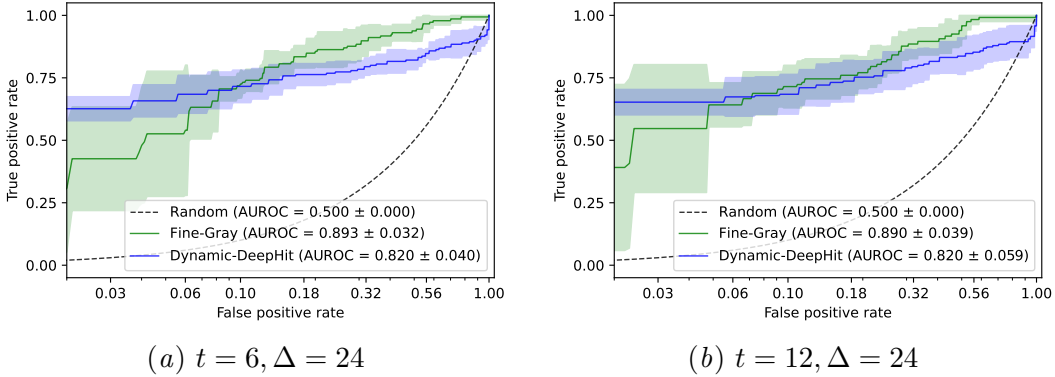 1.00
0.75
0.50
0.25
0.00
True positive rate
Random (AUROC = 0.500 ± 0.000)
Fine-Gray (AUROC = 0.893 ± 0.032)
Dynamic-DeepHit (AUROC = 0.820 ± 0.040)
0.03 0.06 0.10 0.18 0.32 0.56 1.00
False positive rate
(a) t = 6, Δ = 24
1.00
0.75
0.50
0.25
0.00
True positive rate
Random (AUROC = 0.500 ± 0.000)
Fine-Gray (AUROC = 0.890 ± 0.039)
Dynamic-DeepHit (AUROC = 0.820 ± 0.059)
0.03 0.06 0.10 0.18 0.32 0.56 1.00
False positive rate
(b) t = 12, Δ = 24